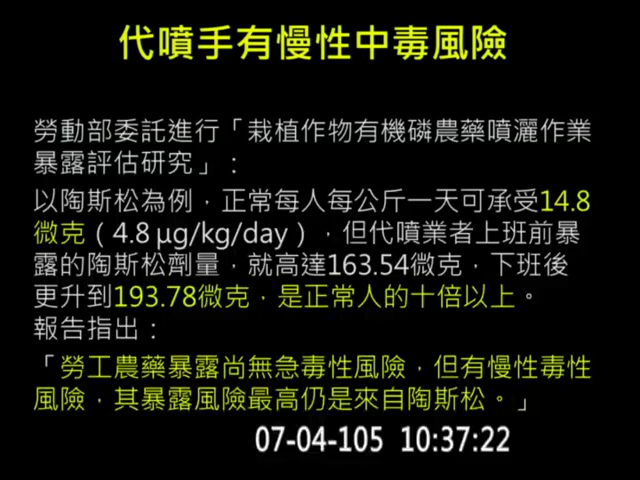 代噴手有慢性中毒風險
勞動部委託進行「栽植作物有機磷農藥噴灑作業
暴露評估研究」：
以陶斯松為例，正常每人每公斤一天可承受14.8
微克（4.8 μg/kg/day），但代噴業者上班前暴
露的陶斯松劑量，就高達163.54微克，下班後
更升到193.78微克，是正常人的十倍以上。
報告指出：
「勞工農藥暴露尚無急毒性風險，但有慢性毒性
風險，其暴露風險最高仍是來自陶斯松。」
07-04-105 10:37:22